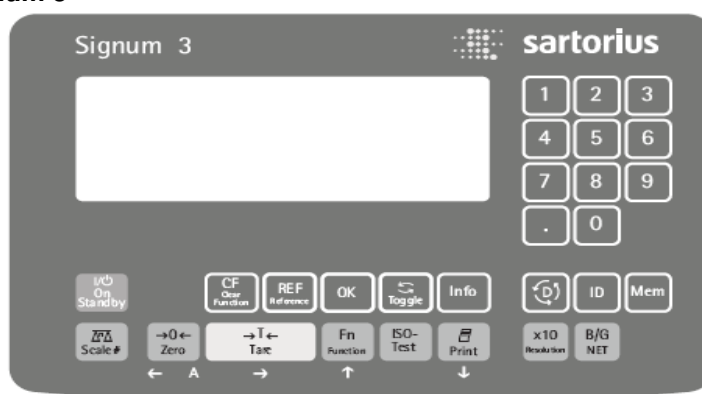 Signum 3
sartorius
1 2 3
4 5 6
7 8 9
. 0
I/⏻ On Standby
CF Clear Function
REF Reference
OK
Toggle
Info
D
ID
Mem
Scale #
→0← Zero
→T← Tare
Fn Function
ISO-Test
Print
x10 Resolution
B/G NET
← A → ↑ ↓